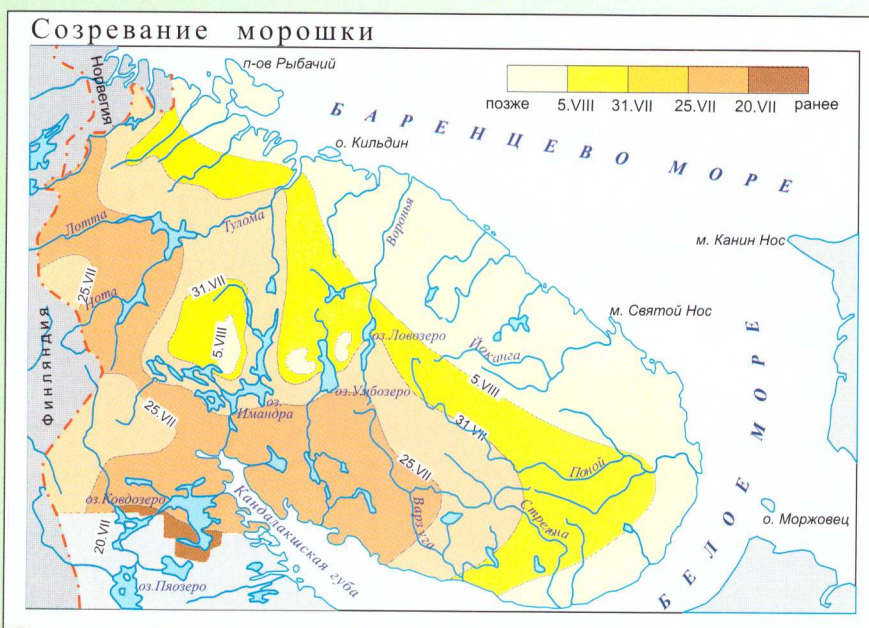 Созревание морошки
п-ов Рыбачий
Норвегия
позже 5.VIII 31.VII 25.VII 20.VII ранее
БАРЕНЦЕВО МОРЕ
о. Кильдин
Воронья
Лотта
Тулома
м. Канин Нос
25.VII
Нота
31.VII
м. Святой Нос
оз.Ловозеро
Йоканга
5.VIII
Финляндия
5.VIII
оз.
Имандра
оз.Умбозеро
25.VII
31.VII
25.VII
Поной
БЕЛОЕ МОРЕ
оз.Ковдозеро
Кандалакшская губа
Варзуга
Стрельна
о. Моржовец
20.VII
оз.Пяозеро